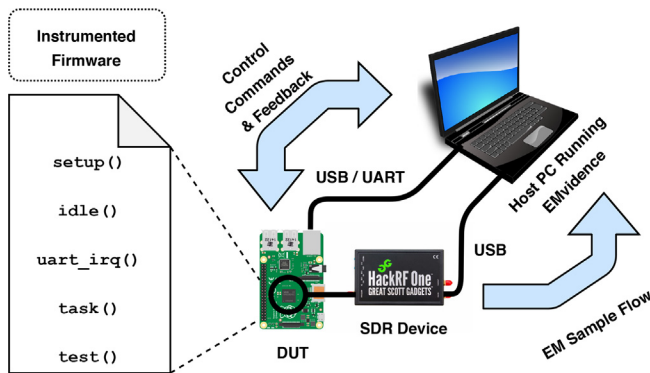 Instrumented
Firmware
setup()
idle()
uart_irq()
task()
test()
Control
Commands
& Feedback
USB / UART
Host PC Running
EMvidence
USB
HackRF One
GREAT SCOTT GADGETS
SDR Device
DUT
EM Sample Flow